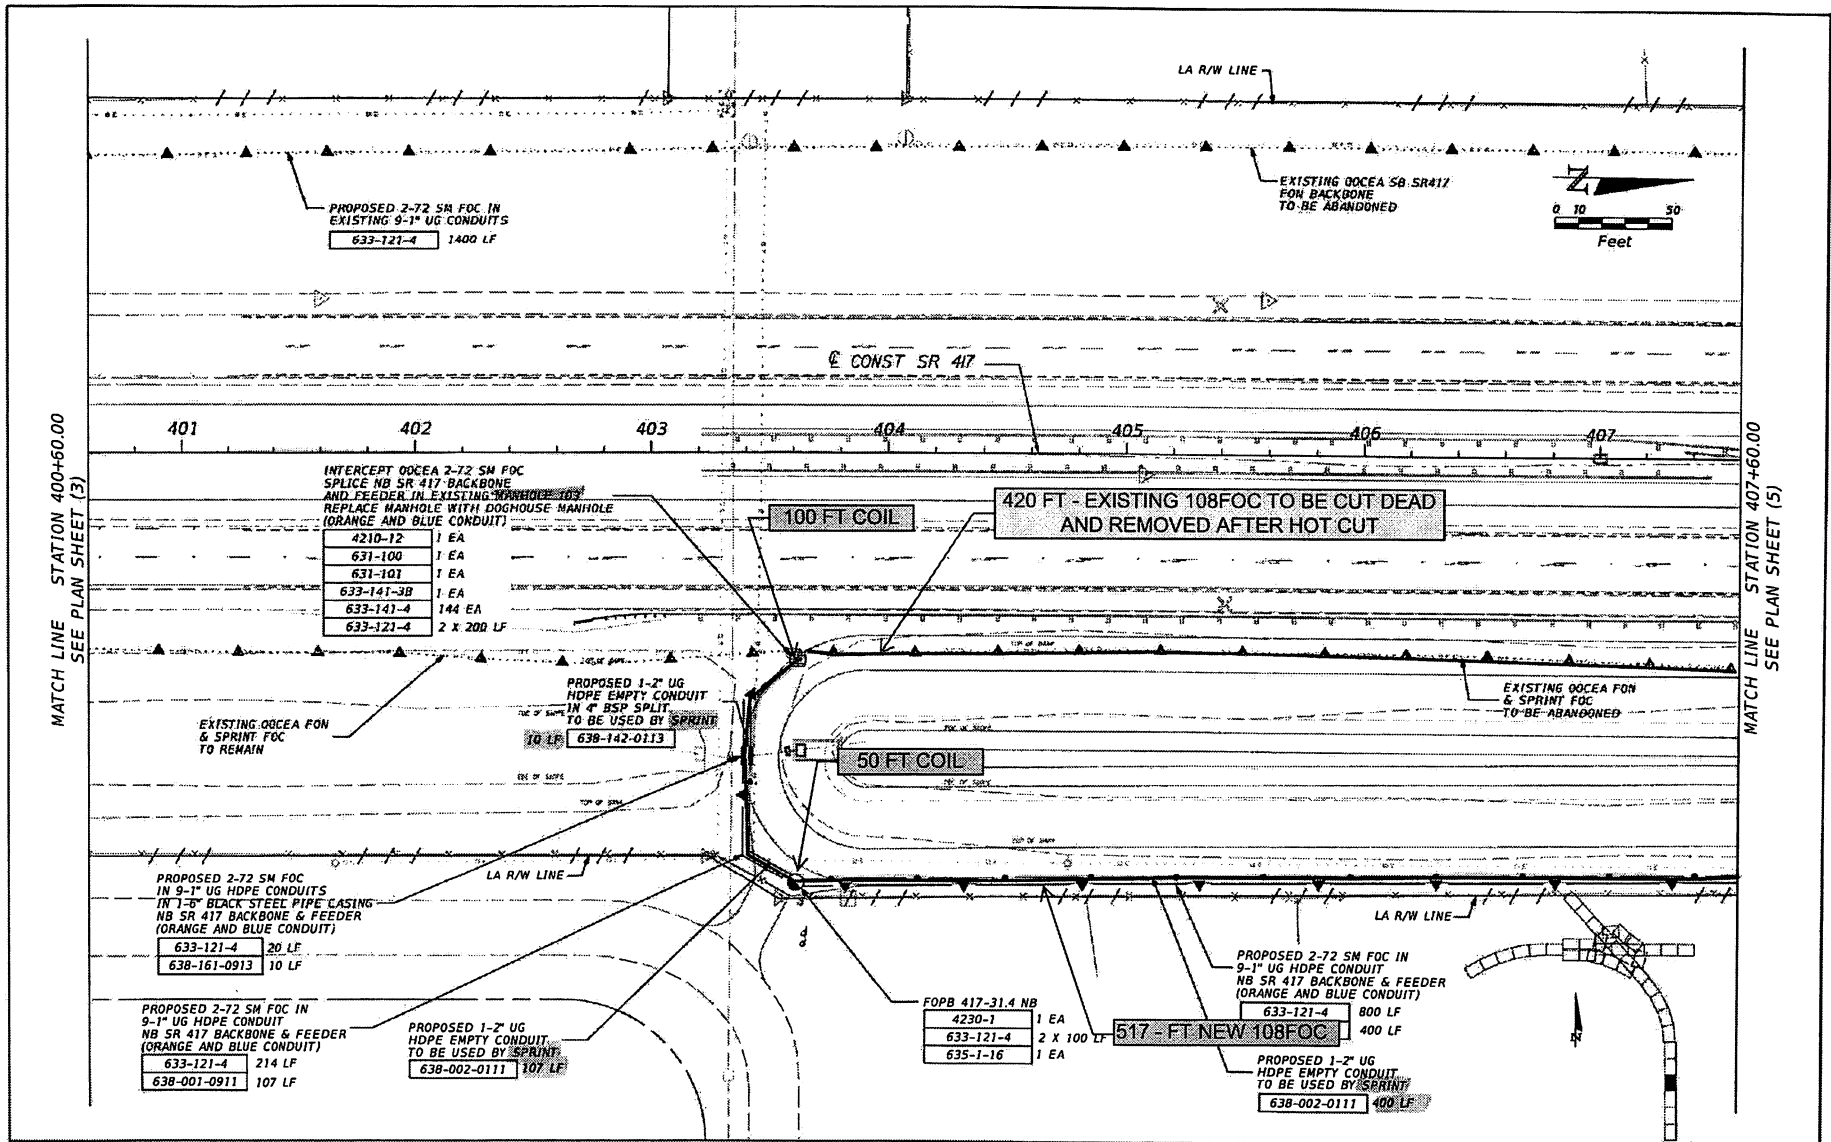 LA R/W LINE
PROPOSED 2-72 SM FOC IN
EXISTING 9-1" UG CONDUITS
633-121-4 1400 LF
EXISTING OOCEA SB SR417
FON BACKBONE
TO BE ABANDONED
N
0 10 50
Feet
℄ CONST SR 417
401 402 403 404 405 406 407
MATCH LINE STATION 400+60.00
SEE PLAN SHEET (3)
MATCH LINE STATION 407+60.00
SEE PLAN SHEET (5)
INTERCEPT OOCEA 2-72 SM FOC
SPLICE NB SR 417 BACKBONE
AND FEEDER IN EXISTING MANHOLE 103
REPLACE MANHOLE WITH DOGHOUSE MANHOLE
(ORANGE AND BLUE CONDUIT)
4210-12 1 EA
631-100 1 EA
631-101 1 EA
633-141-3B 1 EA
633-141-4 144 EA
633-121-4 2 X 200 LF
100 FT COIL
420 FT - EXISTING 108FOC TO BE CUT DEAD
AND REMOVED AFTER HOT CUT
TOP OF BANK
EXISTING OOCEA FON
& SPRINT FOC
TO REMAIN
PROPOSED 1-2" UG
HDPE EMPTY CONDUIT
IN 4" BSP SPLIT
TO BE USED BY SPRINT
10 LF 638-142-0113
EXISTING OOCEA FON
& SPRINT FOC
TO BE ABANDONED
TOE OF SLOPE
50 FT COIL
TOE OF SLOPE
TOP OF BANK
LA R/W LINE
PROPOSED 2-72 SM FOC
IN 9-1" UG HDPE CONDUITS
IN 1-6" BLACK STEEL PIPE CASING
NB SR 417 BACKBONE & FEEDER
(ORANGE AND BLUE CONDUIT)
633-121-4 20 LF
638-161-0913 10 LF
LA R/W LINE
PROPOSED 2-72 SM FOC IN
9-1" UG HDPE CONDUIT
NB SR 417 BACKBONE & FEEDER
(ORANGE AND BLUE CONDUIT)
633-121-4 214 LF
638-001-0911 107 LF
PROPOSED 1-2" UG
HDPE EMPTY CONDUIT
TO BE USED BY SPRINT
638-002-0111 107 LF
FOPB 417-31.4 NB
4230-1 1 EA
633-121-4 2 X 100 LF
635-1-16 1 EA
517 - FT NEW 108FOC
PROPOSED 2-72 SM FOC IN
9-1" UG HDPE CONDUIT
NB SR 417 BACKBONE & FEEDER
(ORANGE AND BLUE CONDUIT)
633-121-4 800 LF
400 LF
PROPOSED 1-2" UG
HDPE EMPTY CONDUIT
TO BE USED BY SPRINT
638-002-0111 400 LF
N